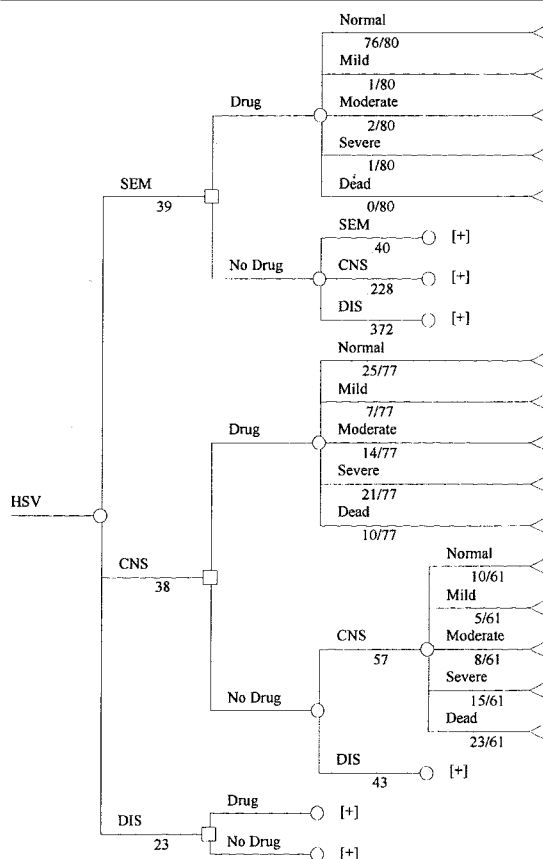 Normal
76/80
Mild
1/80
Drug
Moderate
2/80
Severe
1/80
SEM
39
Dead
0/80
SEM
40
[+]
No Drug
CNS
228
[+]
DIS
372
[+]
Normal
25/77
Mild
7/77
Drug
Moderate
14/77
Severe
21/77
HSV
Dead
10/77
CNS
38
Normal
10/61
Mild
5/61
CNS
57
Moderate
8/61
Severe
15/61
No Drug
Dead
23/61
DIS
43
[+]
Drug
[+]
DIS
23
No Drug
[+]